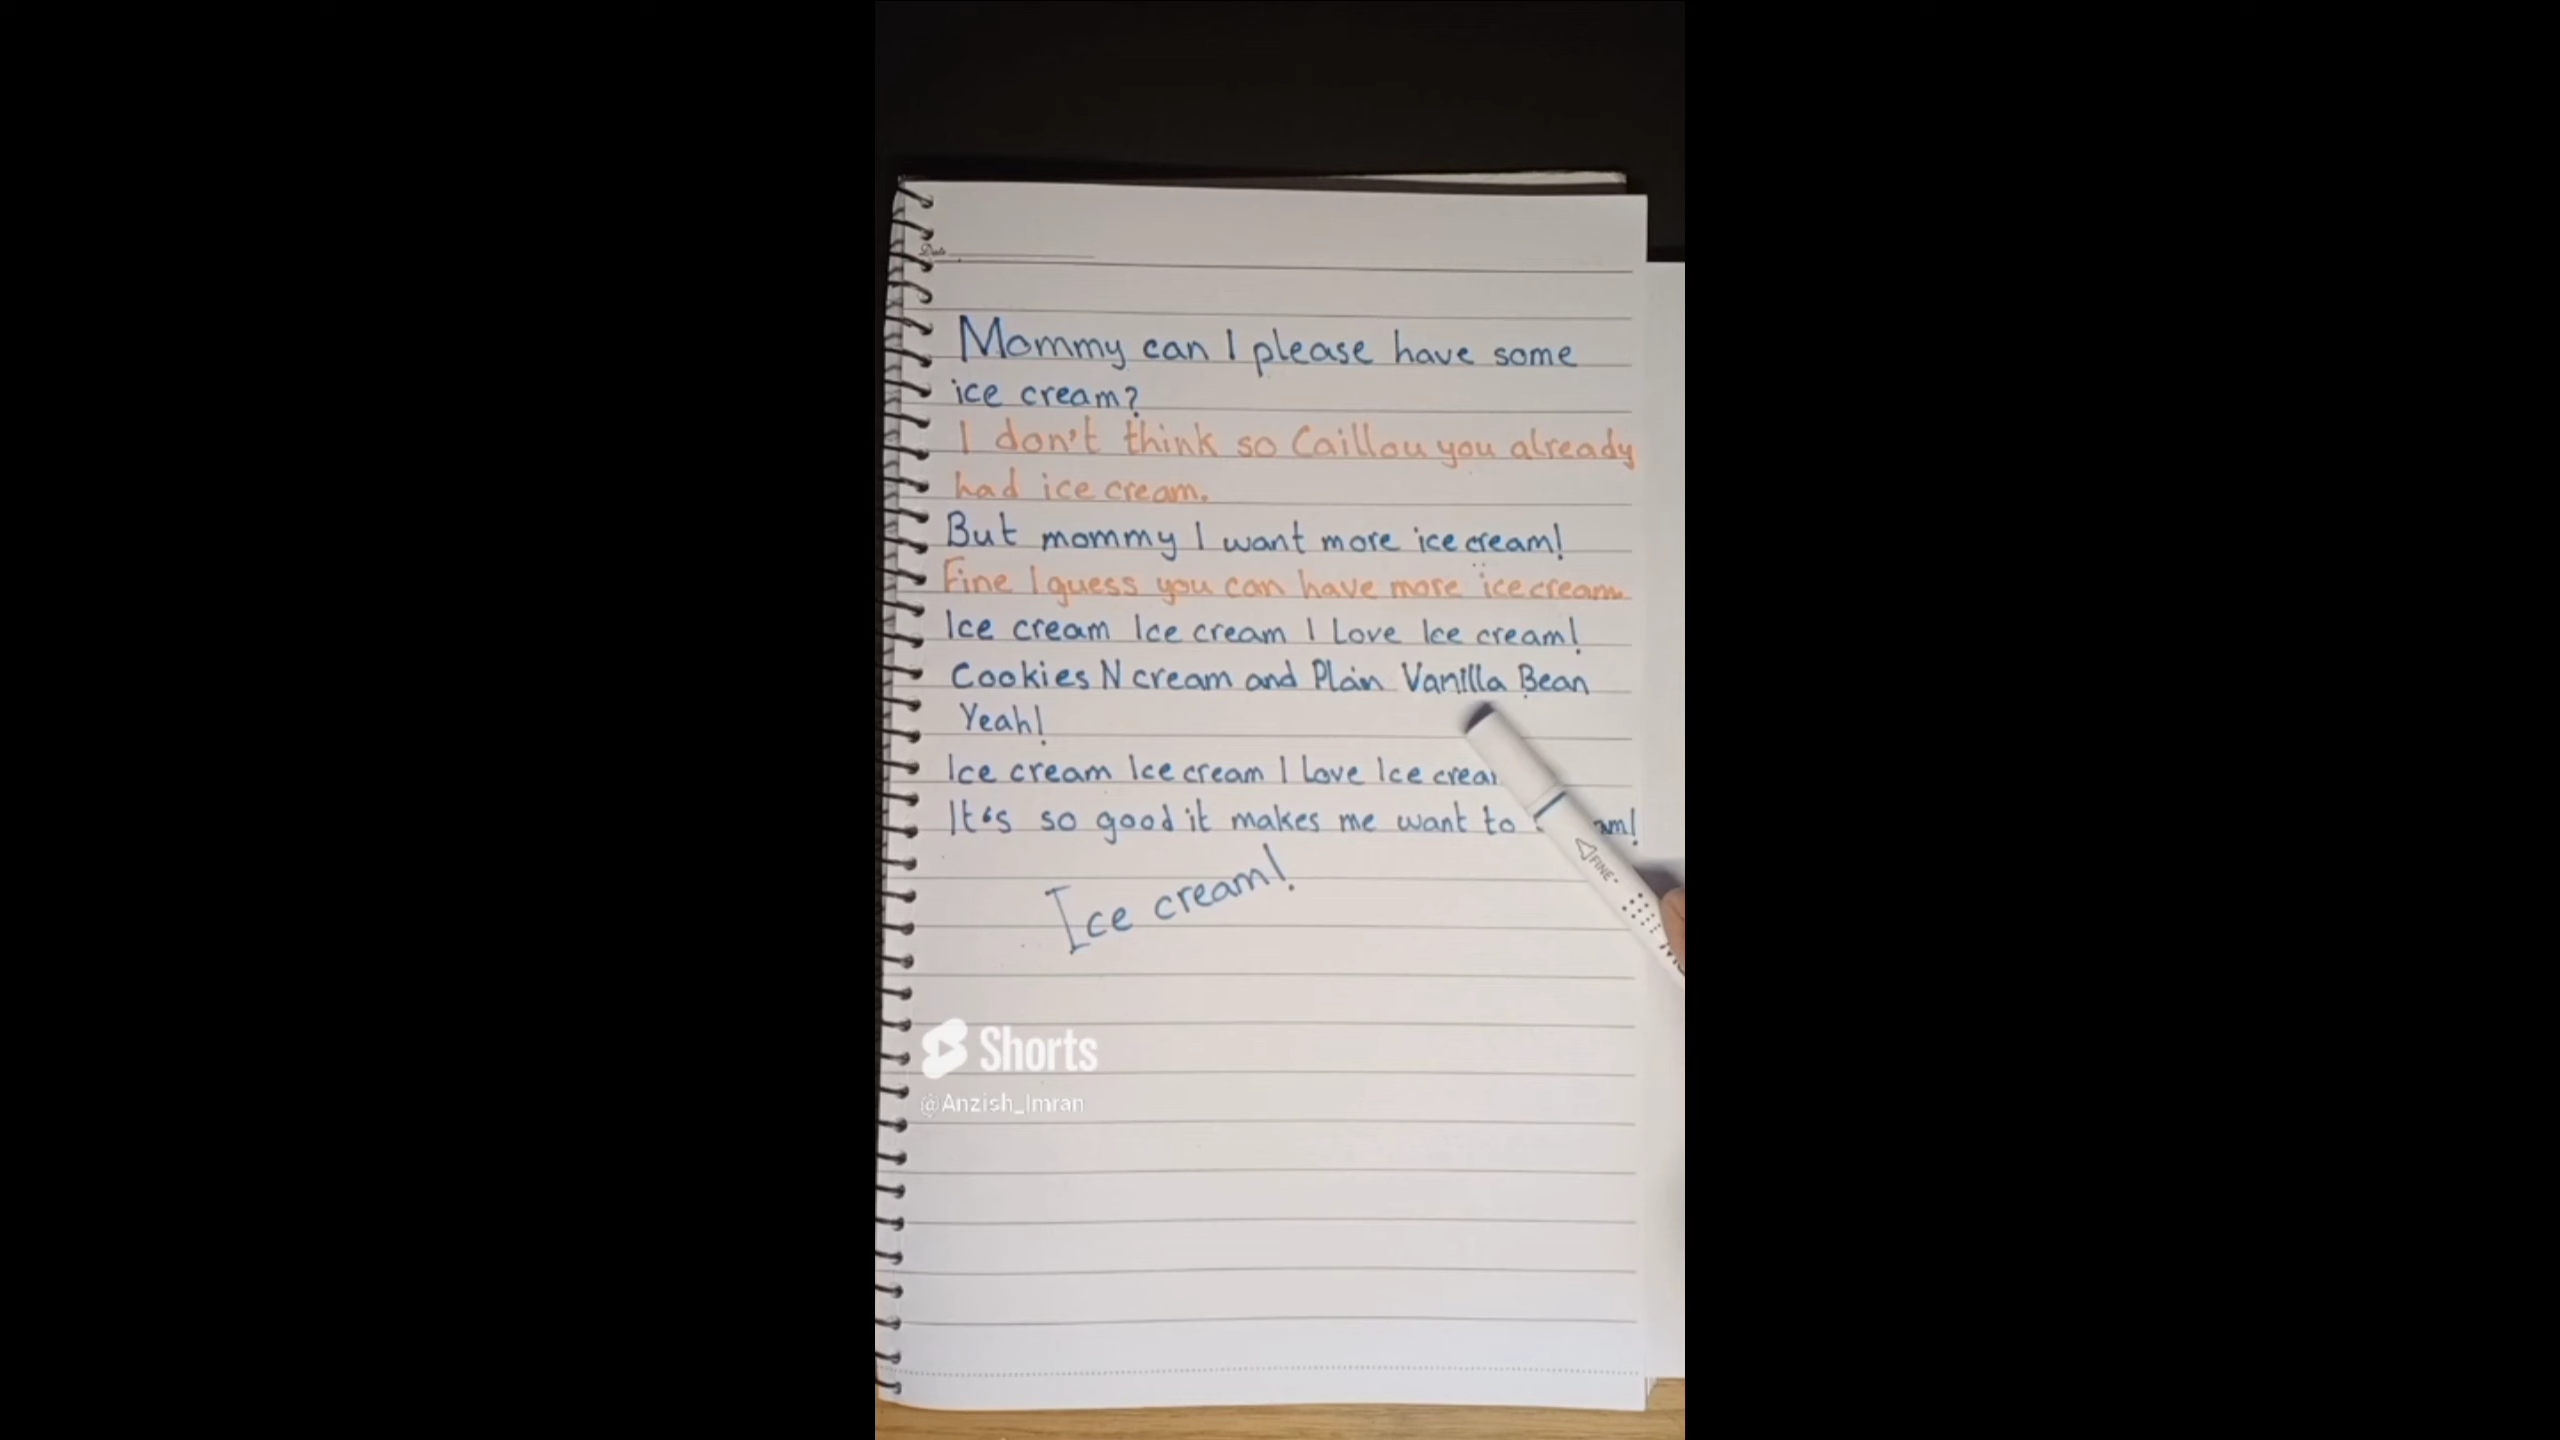 Date
Mommy can I please have some
ice cream?
I don't think so Caillou you already
had ice cream.
But mommy I want more ice cream!
Fine I guess you can have more ice cream.
Ice cream Ice cream I Love Ice cream!
Cookies N cream and Plain Vanilla Bean
Yeah!
Ice cream Ice cream I Love Ice
It's so good it makes me want to
Ice cream!
FINE
Shorts
@Anzish_Imran